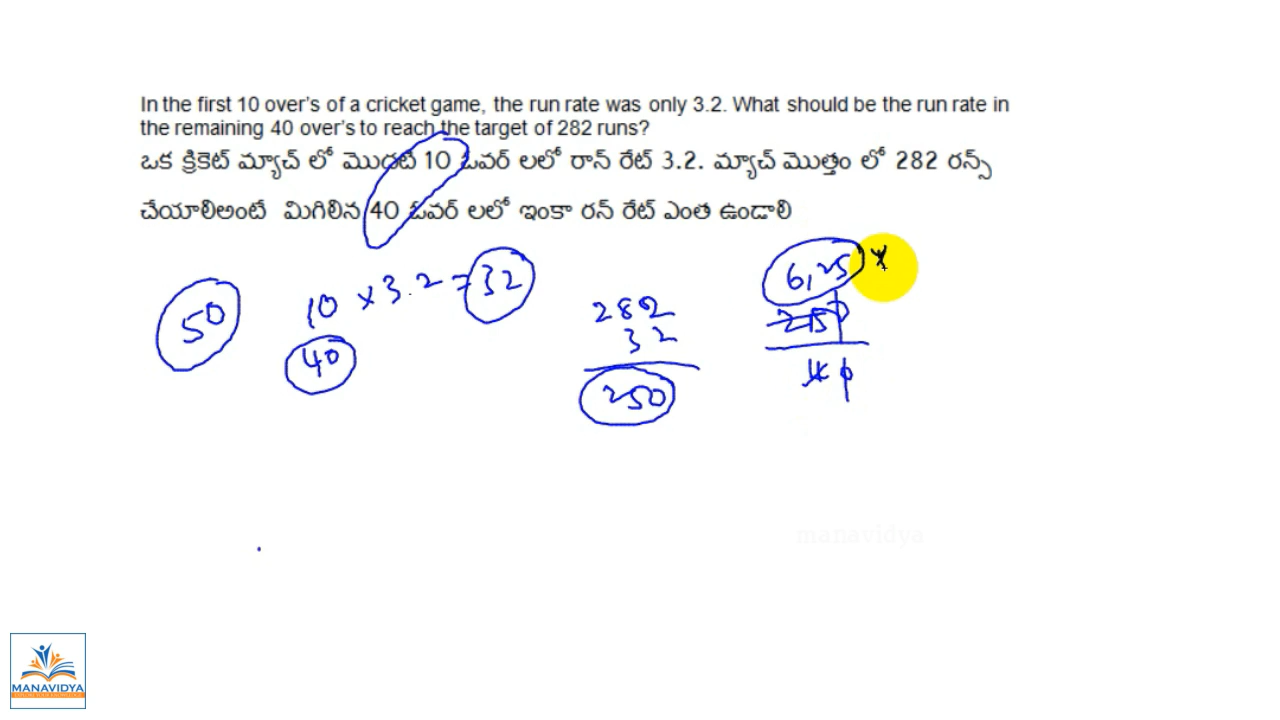 In the first 10 over's of a cricket game, the run rate was only 3.2. What should be the run rate in
the remaining 40 over's to reach the target of 282 runs?
ఒక క్రికెట్ మ్యాచ్ లో మొదటి 10 ఓవర్ లలో రాన్ రేట్ 3.2. మ్యాచ్ మొత్తం లో 282 రన్స్
చేయాలిఅంటే మిగిలిన 40 ఓవర్ లలో ఇంకా రన్ రేట్ ఎంత ఉండాలి
50
10 x 3.2 = 32
40
282
32
250
6.25 *
250
manavidya
MANAVIDYA